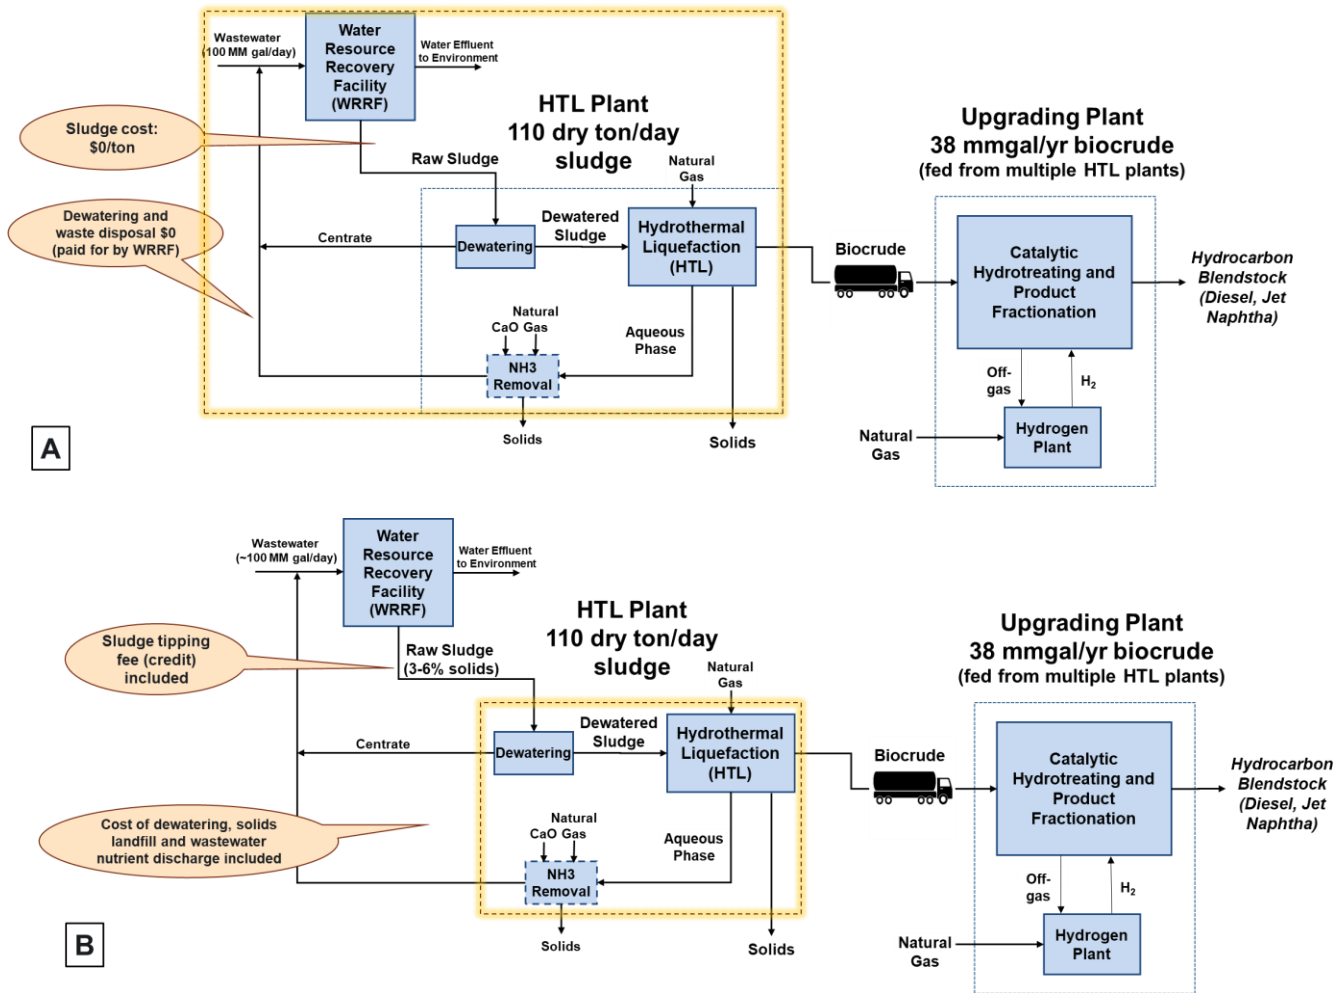 Wastewater
(100 MM gal/day)
Water
Resource
Recovery
Facility
(WRRF)
Water Effluent
to Environment
Sludge cost:
$0/ton
HTL Plant
110 dry ton/day
sludge
Raw Sludge
Natural
Gas
Upgrading Plant
38 mmgal/yr biocrude
(fed from multiple HTL plants)
Dewatering and
waste disposal $0
(paid for by WRRF)
Centrate
Dewatering
Dewatered
Sludge
Hydrothermal
Liquefaction
(HTL)
Biocrude
Catalytic
Hydrotreating and
Product
Fractionation
Hydrocarbon
Blendstock
(Diesel, Jet
Naphtha)
Natural
CaO Gas
Aqueous
Phase
NH3
Removal
Solids
Solids
Off-
gas
H2
Natural
Gas
Hydrogen
Plant
A
Wastewater
(~100 MM gal/day)
Water
Resource
Recovery
Facility
(WRRF)
Water Effluent
to Environment
Sludge tipping
fee (credit)
included
Raw Sludge
(3-6% solids)
HTL Plant
110 dry ton/day
sludge
Natural
Gas
Upgrading Plant
38 mmgal/yr biocrude
(fed from multiple HTL plants)
Centrate
Dewatering
Dewatered
Sludge
Hydrothermal
Liquefaction
(HTL)
Biocrude
Catalytic
Hydrotreating and
Product
Fractionation
Hydrocarbon
Blendstock
(Diesel, Jet
Naphtha)
Cost of dewatering, solids
landfill and wastewater
nutrient discharge included
Natural
CaO Gas
Aqueous
Phase
NH3
Removal
Solids
Solids
Off-
gas
H2
Natural
Gas
Hydrogen
Plant
B